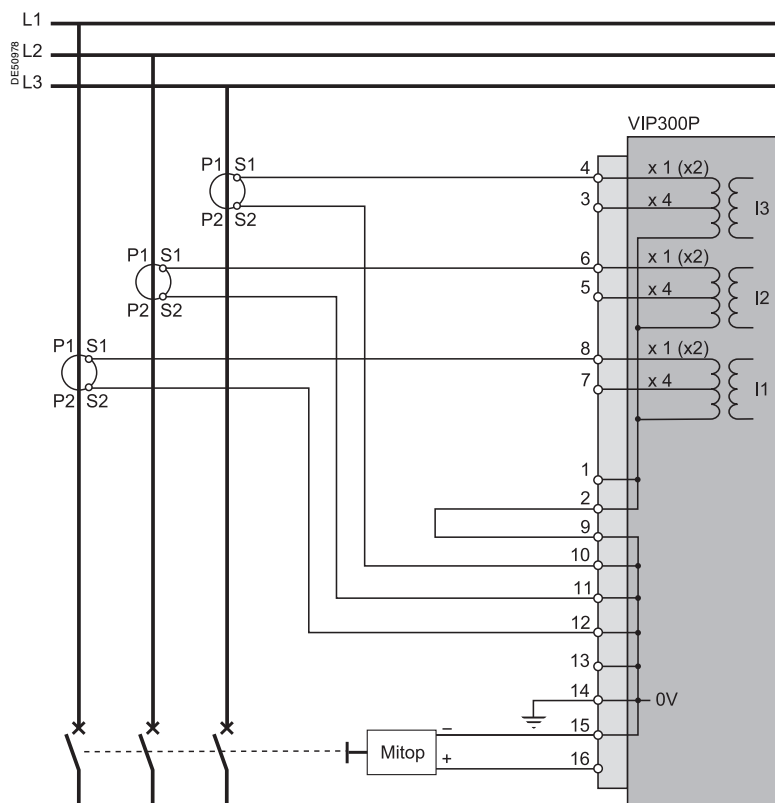 L1
DE50978
L2
L3
VIP300P
P1 S1
4
x 1 (x2)
I3
3
x 4
P2 S2
P1 S1
6
x 1 (x2)
I2
5
x 4
P2 S2
P1 S1
8
x 1 (x2)
I1
7
x 4
P2 S2
1
2
9
10
11
12
13
14
0V
15
–
Mitop
+
16